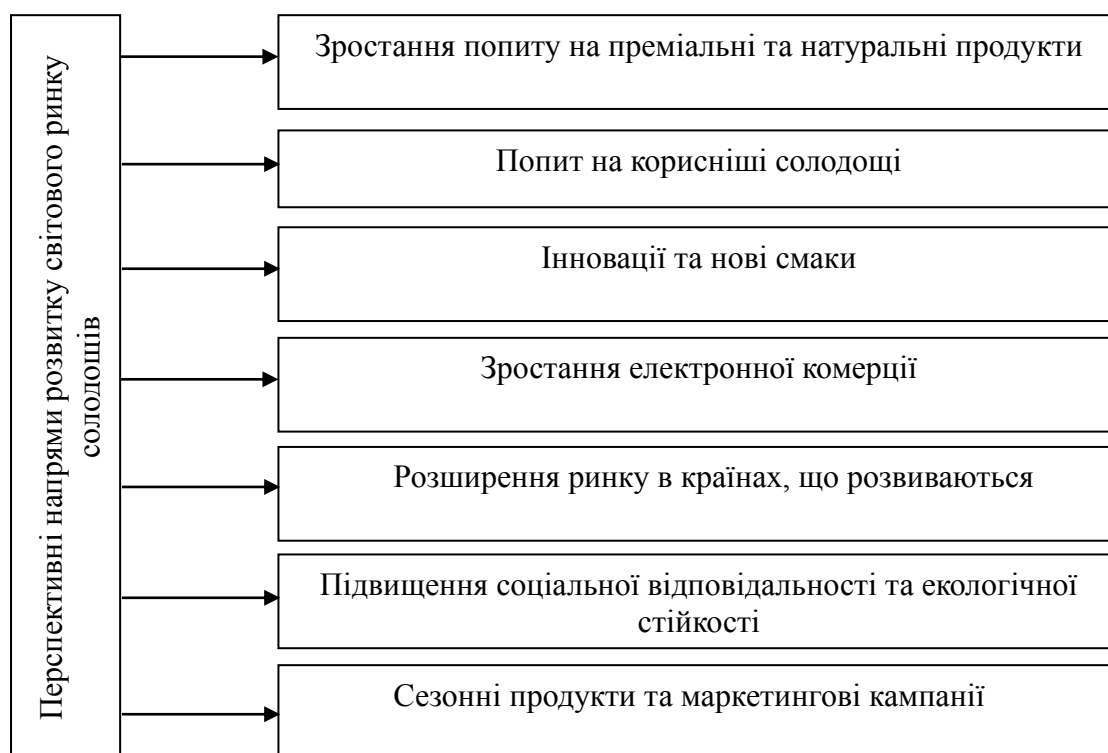 Перспективні напрями розвитку світового ринку
солодощів
Зростання попиту на преміальні та натуральні продукти
Попит на корисніші солодощі
Інновації та нові смаки
Зростання електронної комерції
Розширення ринку в країнах, що розвиваються
Підвищення соціальної відповідальності та екологічної
стійкості
Сезонні продукти та маркетингові кампанії